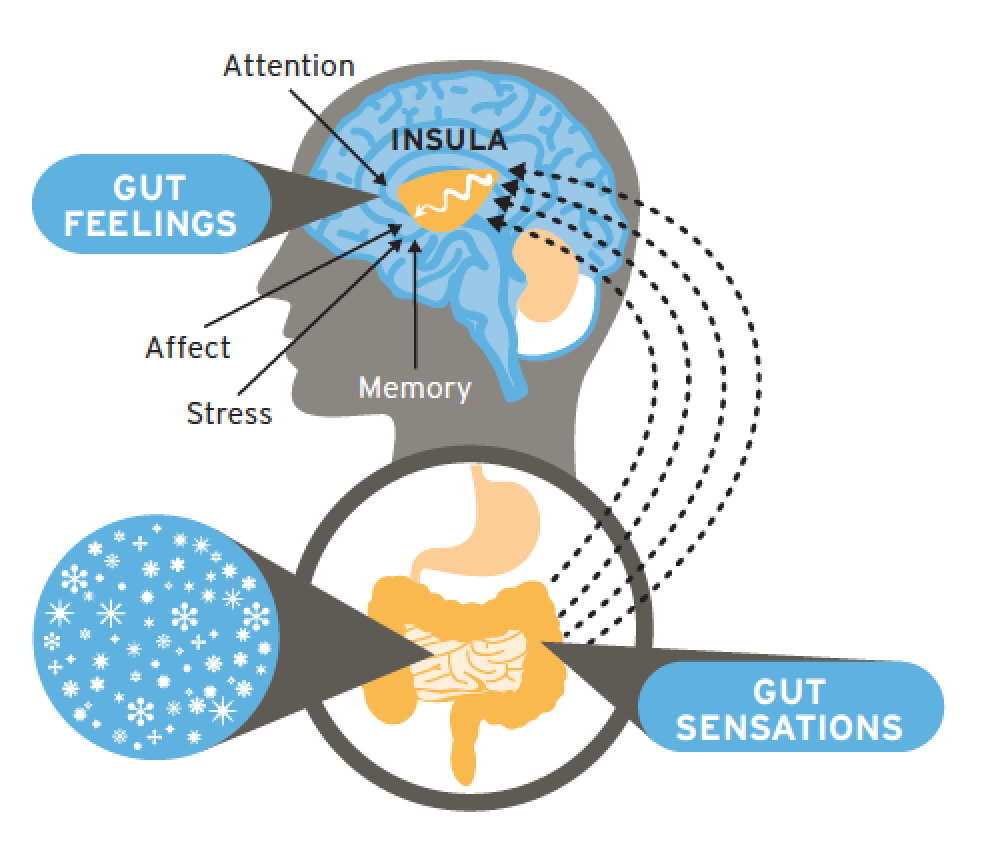 Attention
INSULA
GUT
FEELINGS
Affect
Memory
Stress
GUT
SENSATIONS